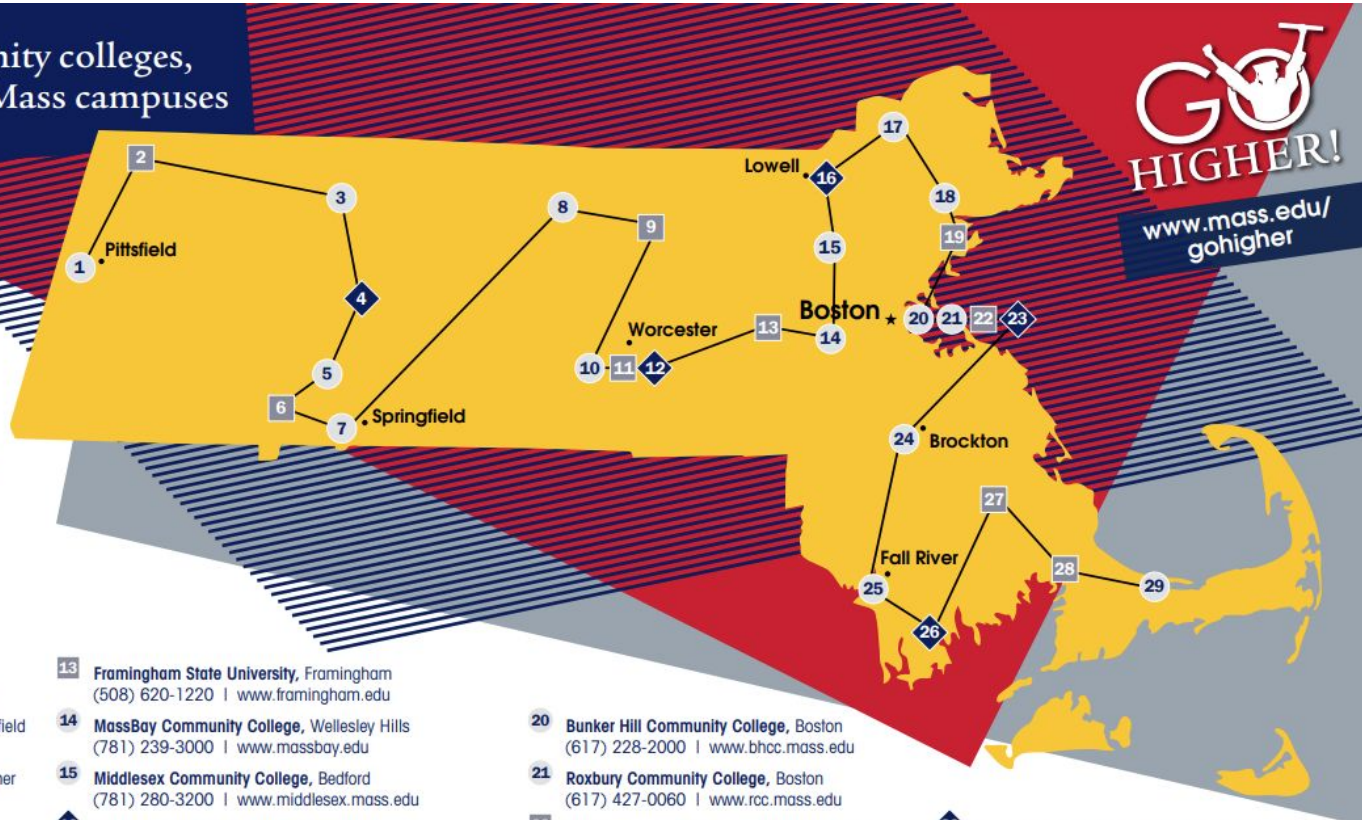 nity colleges,
Mass campuses
GO
HIGHER!
www.mass.edu/
gohigher
2
3
1
Pittsfield
4
5
6
7
Springfield
8
9
10
11
12
Worcester
13
14
15
Lowell
16
17
18
19
Boston
20
21
22
23
24
Brockton
25
Fall River
26
27
28
29
13 Framingham State University, Framingham
(508) 620-1220 | www.framingham.edu
field
14 MassBay Community College, Wellesley Hills
(781) 239-3000 | www.massbay.edu
ner
15 Middlesex Community College, Bedford
(781) 280-3200 | www.middlesex.mass.edu
20 Bunker Hill Community College, Boston
(617) 228-2000 | www.bhcc.mass.edu
21 Roxbury Community College, Boston
(617) 427-0060 | www.rcc.mass.edu